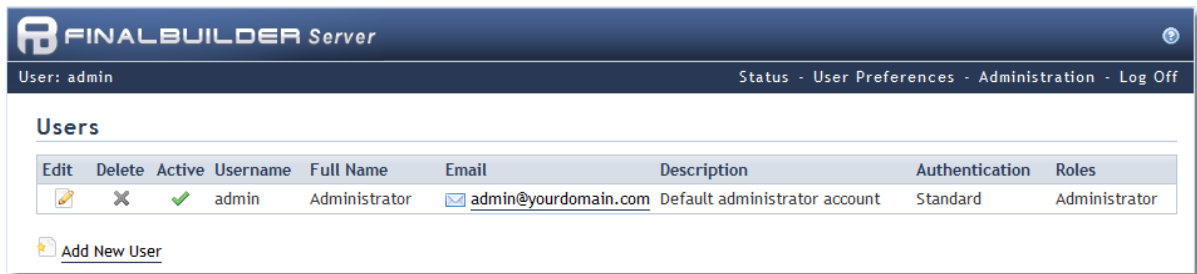 FINALBUILDER Server
User: admin Status - User Preferences - Administration - Log Off
Users
Edit Delete Active Username Full Name Email Description Authentication Roles
admin Administrator admin@yourdomain.com Default administrator account Standard Administrator
Add New User